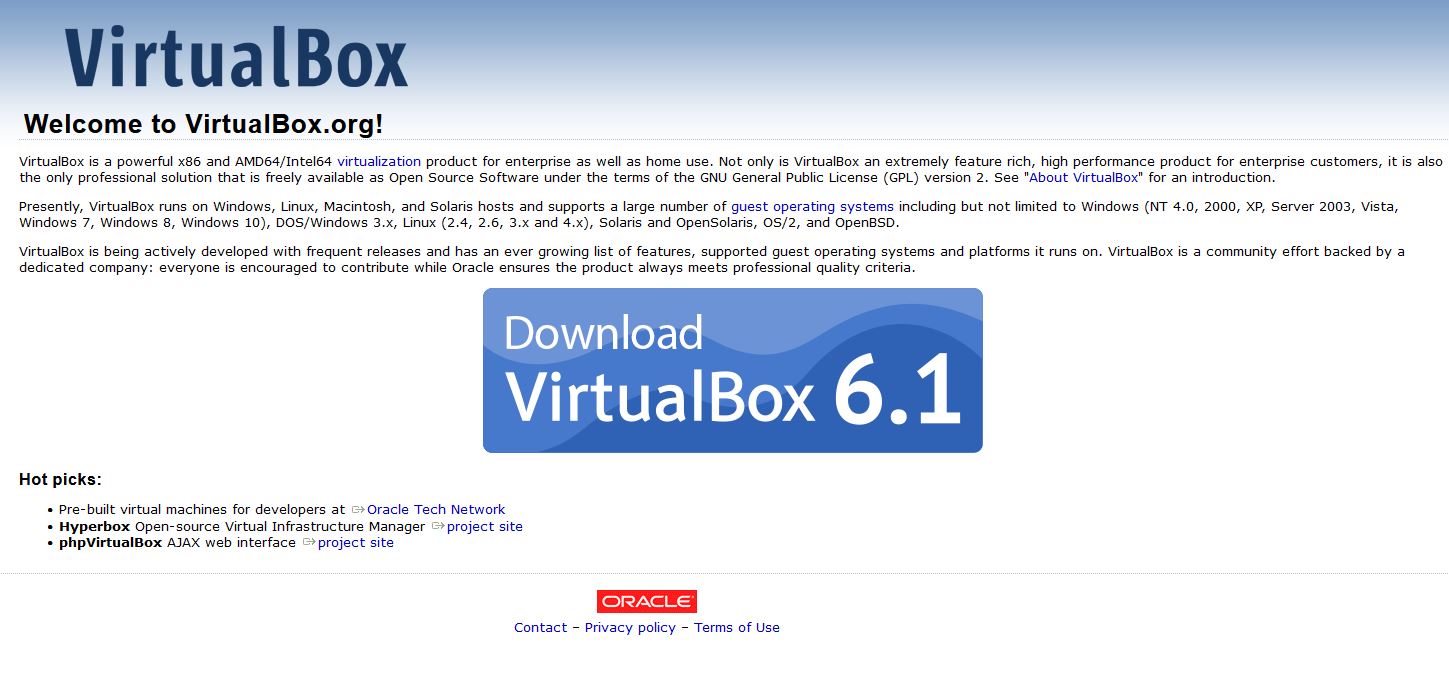 VirtualBox
Welcome to VirtualBox.org!
VirtualBox is a powerful x86 and AMD64/Intel64 virtualization product for enterprise as well as home use. Not only is VirtualBox an extremely feature rich, high performance product for enterprise customers, it is also
the only professional solution that is freely available as Open Source Software under the terms of the GNU General Public License (GPL) version 2. See "About VirtualBox" for an introduction.
Presently, VirtualBox runs on Windows, Linux, Macintosh, and Solaris hosts and supports a large number of guest operating systems including but not limited to Windows (NT 4.0, 2000, XP, Server 2003, Vista,
Windows 7, Windows 8, Windows 10), DOS/Windows 3.x, Linux (2.4, 2.6, 3.x and 4.x), Solaris and OpenSolaris, OS/2, and OpenBSD.
VirtualBox is being actively developed with frequent releases and has an ever growing list of features, supported guest operating systems and platforms it runs on. VirtualBox is a community effort backed by a
dedicated company: everyone is encouraged to contribute while Oracle ensures the product always meets professional quality criteria.
Download
VirtualBox 6.1
Hot picks:
• Pre-built virtual machines for developers at Oracle Tech Network
• Hyperbox Open-source Virtual Infrastructure Manager project site
• phpVirtualBox AJAX web interface project site
ORACLE
Contact – Privacy policy – Terms of Use